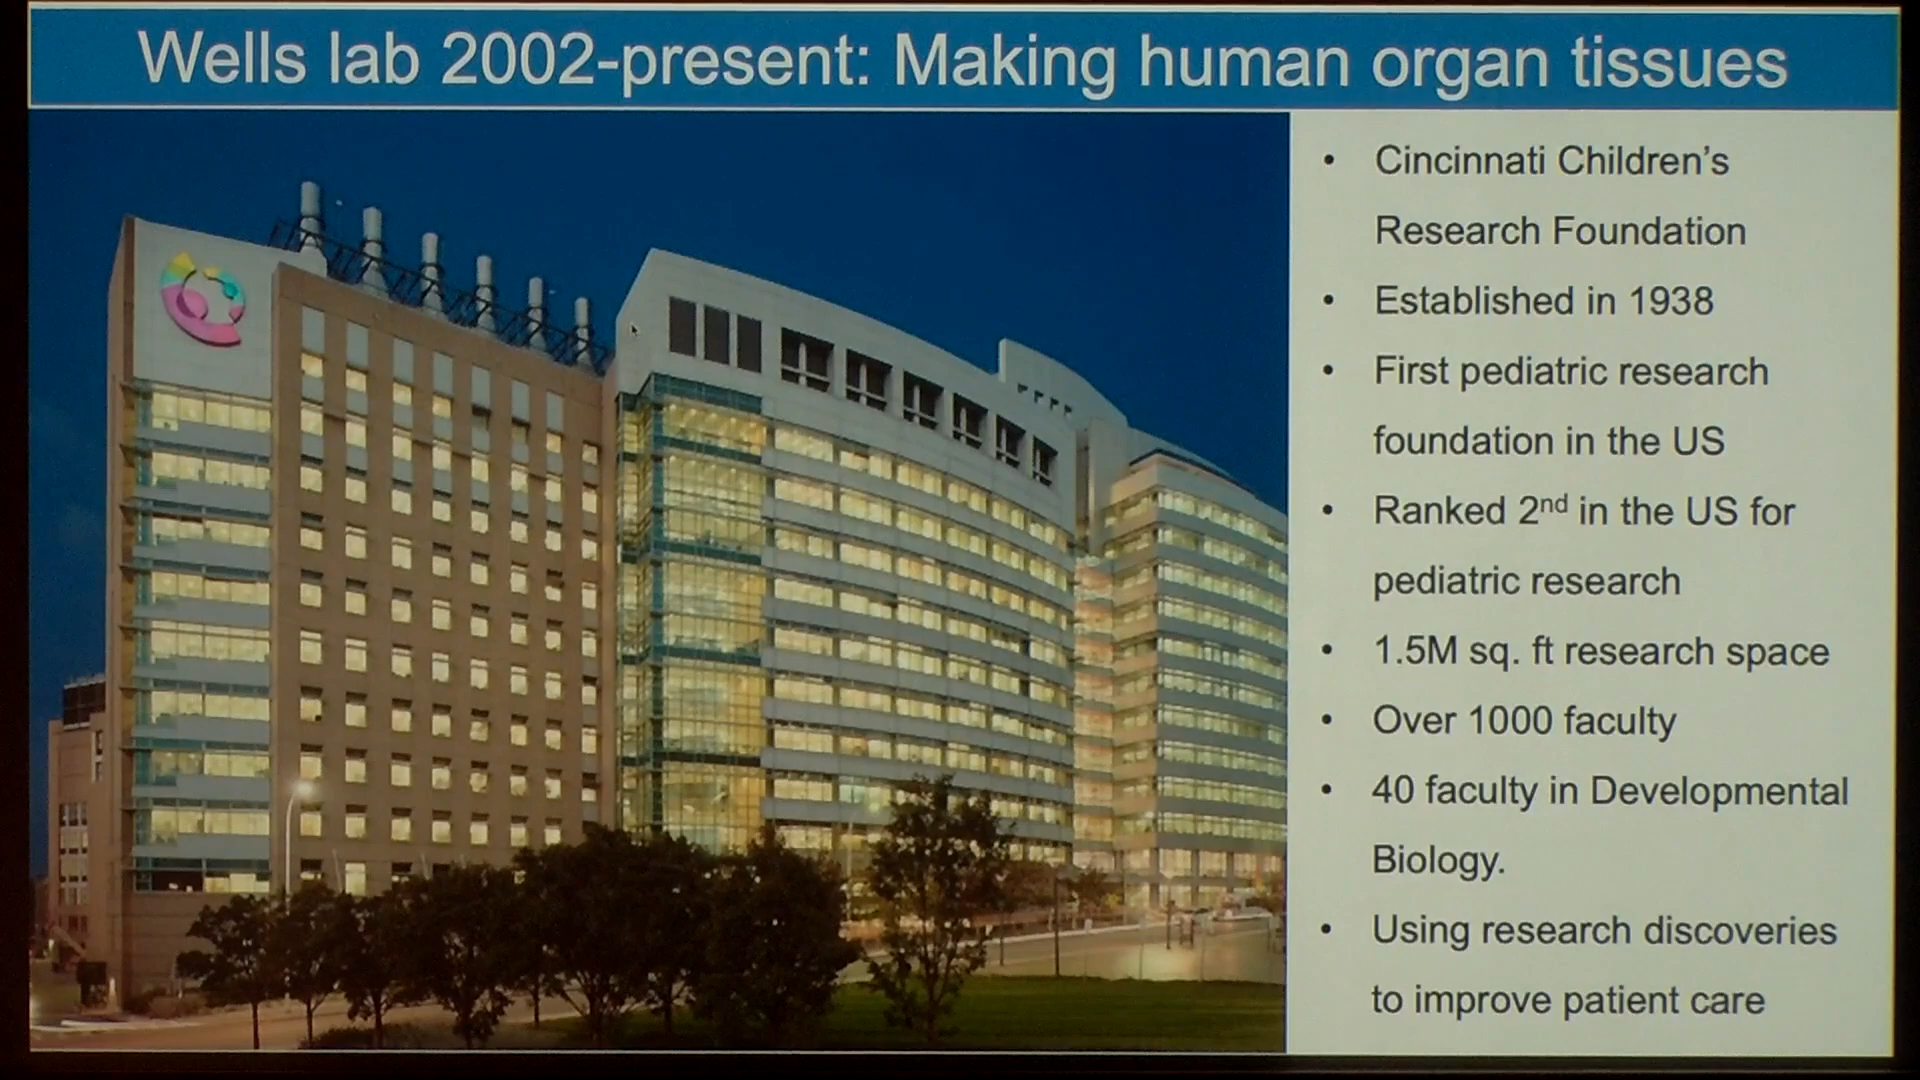 Wells lab 2002-present: Making human organ tissues
• Cincinnati Children’s
Research Foundation
• Established in 1938
• First pediatric research
foundation in the US
• Ranked 2nd in the US for
pediatric research
• 1.5M sq. ft research space
• Over 1000 faculty
• 40 faculty in Developmental
Biology.
• Using research discoveries
to improve patient care